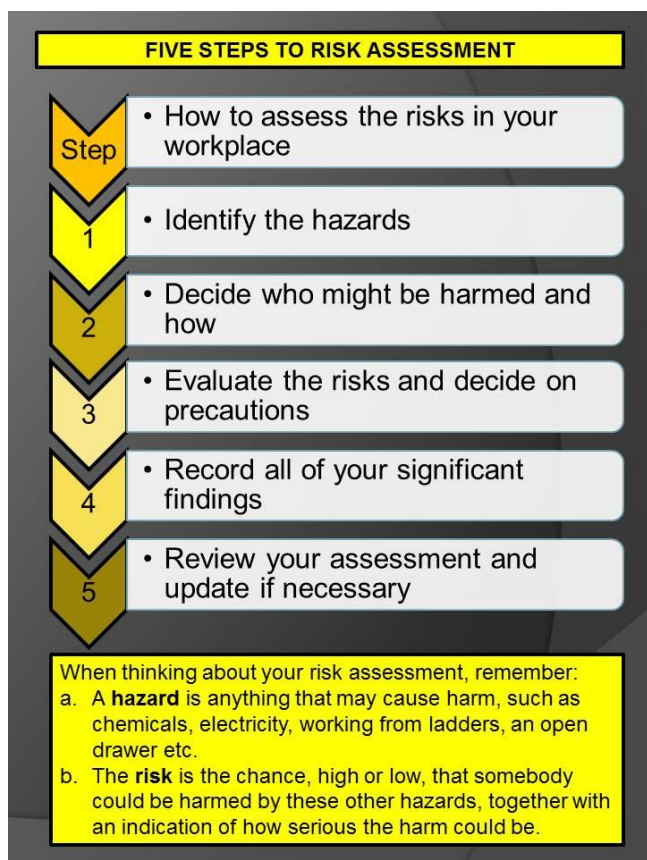 FIVE STEPS TO RISK ASSESSMENT
Step
• How to assess the risks in your
workplace
1
• Identify the hazards
2
• Decide who might be harmed and
how
3
• Evaluate the risks and decide on
precautions
4
• Record all of your significant
findings
5
• Review your assessment and
update if necessary
When thinking about your risk assessment, remember:
a. A hazard is anything that may cause harm, such as
chemicals, electricity, working from ladders, an open
drawer etc.
b. The risk is the chance, high or low, that somebody
could be harmed by these other hazards, together with
an indication of how serious the harm could be.